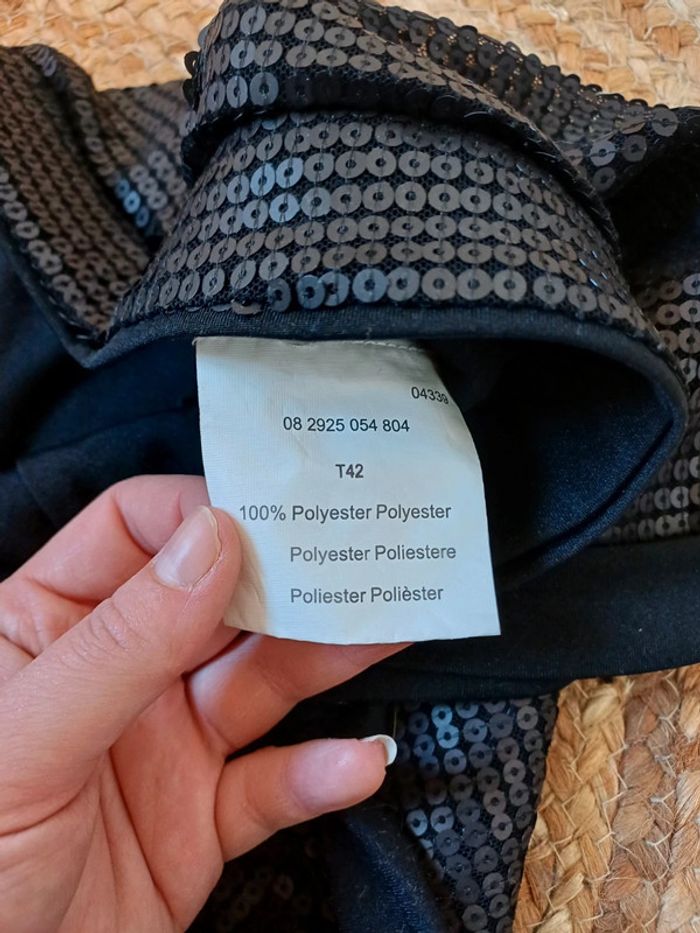 04339
08 2925 054 804
T42
100% Polyester Polyester
Polyester Poliestere
Poliester Polièster